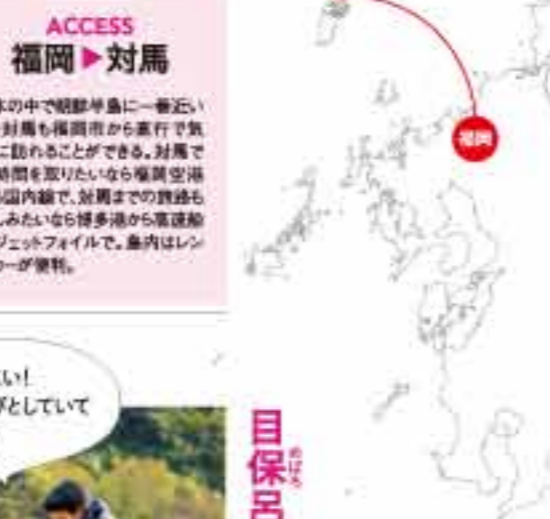 ACCESS
福岡▶対馬
本の中で朝鮮半島に一番近い
対馬も福岡市から直行で気
に訪れることができる。対馬で
時間を取りたいなら福岡空港
国内線で、対馬までの旅路も
しみたいなら博多港から高速船
ジェットフォイルで。島内はレン
カーが便利。
福岡
い!
びとしていて
目保呂
のぼろ